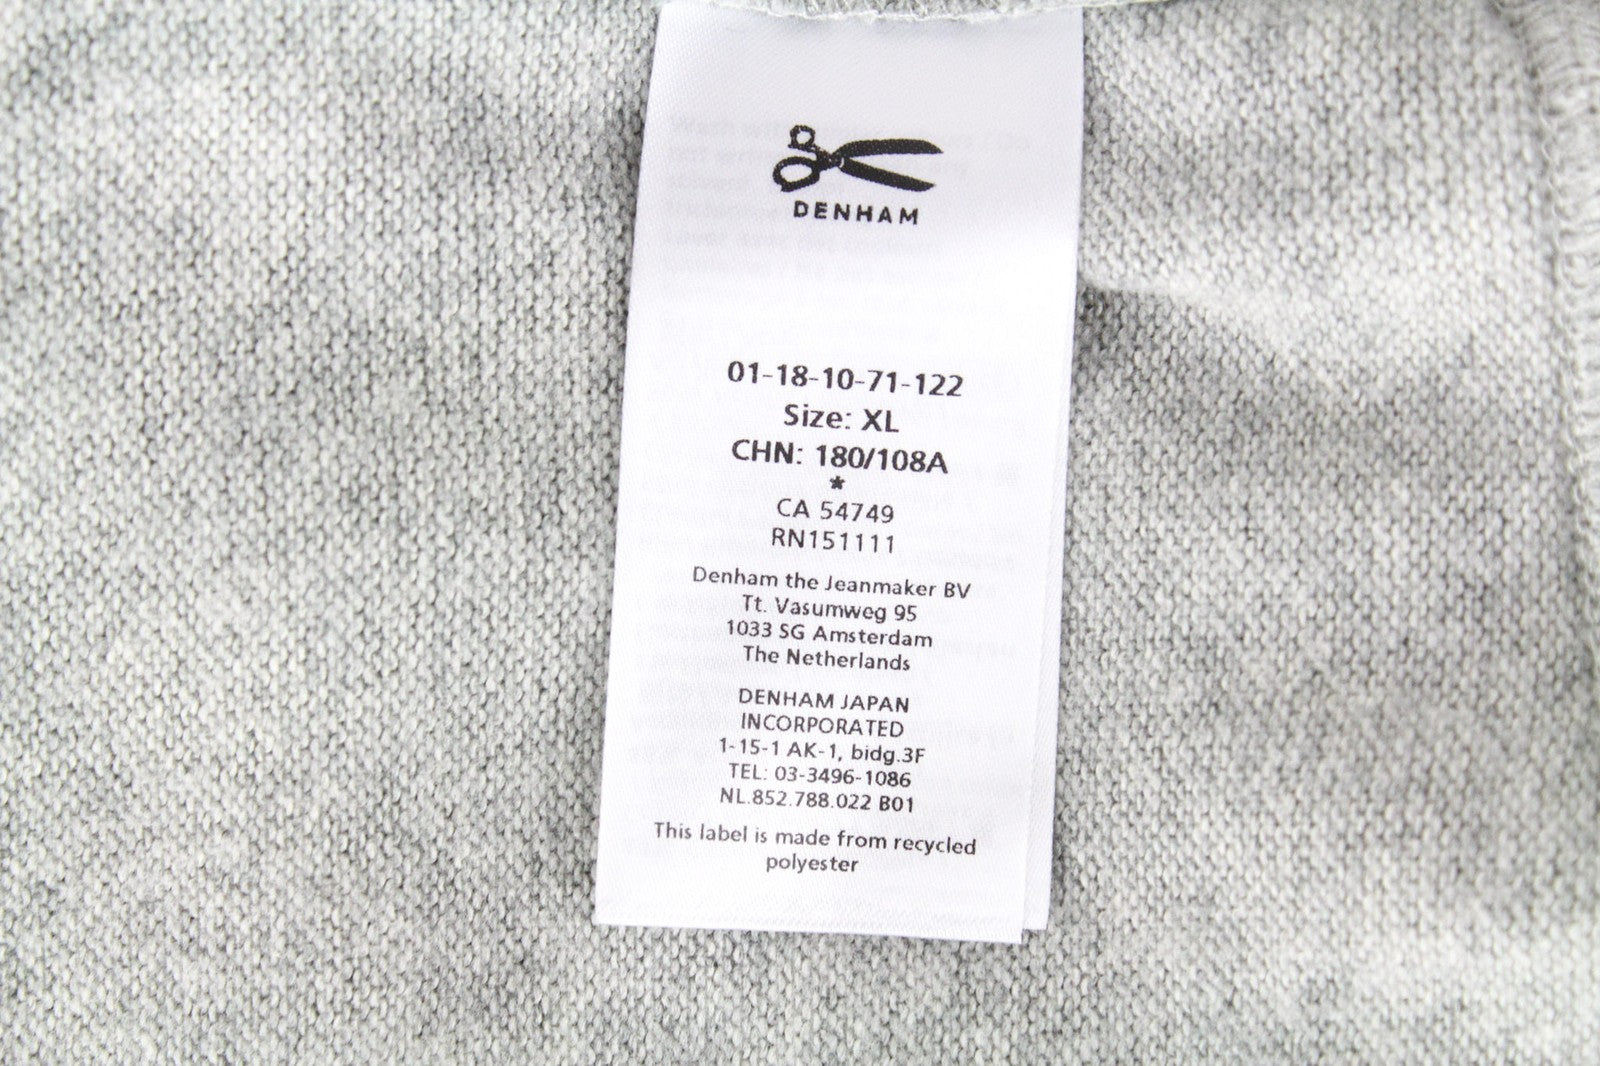 DENHAM
01-18-10-71-122
Size: XL
CHN: 180/108A
*
CA 54749
RN151111
Denham the Jeanmaker BV
Tt. Vasumweg 95
1033 SG Amsterdam
The Netherlands
DENHAM JAPAN
INCORPORATED
1-15-1 AK-1, bidg.3F
TEL: 03-3496-1086
NL.852.788.022 B01
This label is made from recycled
polyester